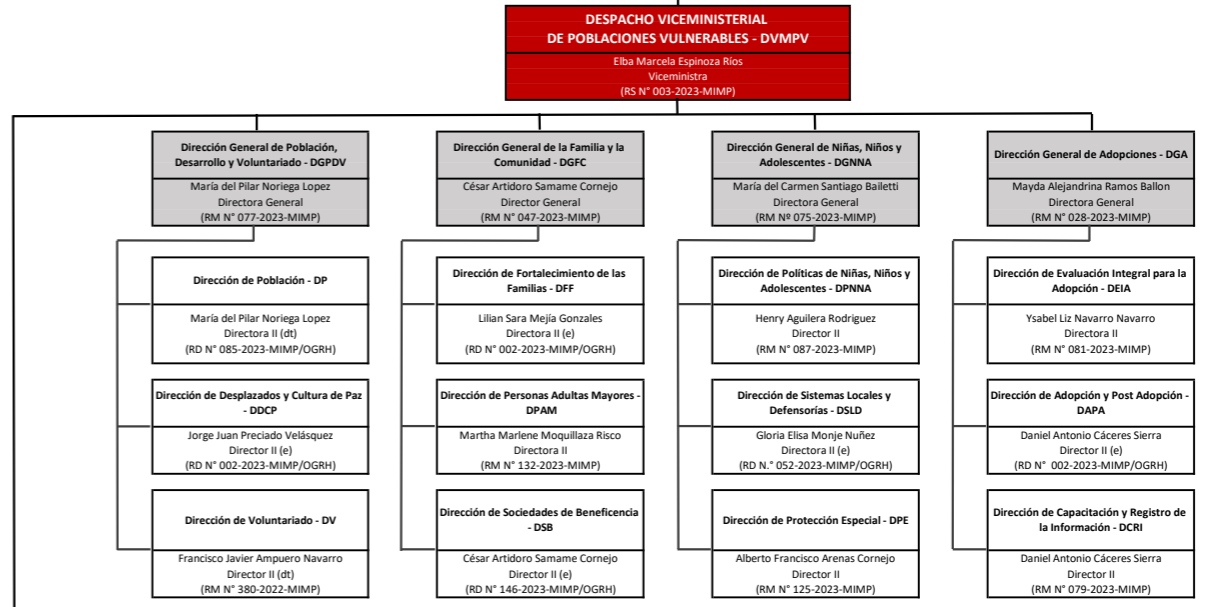 DESPACHO VICEMINISTERIAL
DE POBLACIONES VULNERABLES - DVMPV
Elba Marcela Espinoza Ríos
Viceministra
(RS N° 003-2023-MIMP)
Dirección General de Población,
Desarrollo y Voluntariado - DGPDV
María del Pilar Noriega Lopez
Directora General
(RM N° 077-2023-MIMP)
Dirección de Población - DP
María del Pilar Noriega Lopez
Directora II (dt)
(RD N° 085-2023-MIMP/OGRH)
Dirección de Desplazados y Cultura de Paz
- DDCP
Jorge Juan Preciado Velásquez
Director II (e)
(RD N° 002-2023-MIMP/OGRH)
Dirección de Voluntariado - DV
Francisco Javier Ampuero Navarro
Director II (dt)
(RM N° 380-2022-MIMP)
Dirección General de la Familia y la
Comunidad - DGFC
César Artidoro Samame Cornejo
Director General
(RM N° 047-2023-MIMP)
Dirección de Fortalecimiento de las
Familias - DFF
Lilian Sara Mejía Gonzales
Directora II (e)
(RD N° 002-2023-MIMP/OGRH)
Dirección de Personas Adultas Mayores -
DPAM
Martha Marlene Moquillaza Risco
Directora II
(RM N° 132-2023-MIMP)
Dirección de Sociedades de Beneficencia
- DSB
César Artidoro Samame Cornejo
Director II (e)
(RD N° 146-2023-MIMP/OGRH)
Dirección General de Niñas, Niños y
Adolescentes - DGNNA
María del Carmen Santiago Bailetti
Directora General
(RM Nº 075-2023-MIMP)
Dirección de Políticas de Niñas, Niños y
Adolescentes - DPNNA
Henry Aguilera Rodriguez
Director II
(RM N° 087-2023-MIMP)
Dirección de Sistemas Locales y
Defensorías - DSLD
Gloria Elisa Monje Nuñez
Directora II (e)
(RD N.° 052-2023-MIMP/OGRH)
Dirección de Protección Especial - DPE
Alberto Francisco Arenas Cornejo
Director II
(RM N° 125-2023-MIMP)
Dirección General de Adopciones - DGA
Mayda Alejandrina Ramos Ballon
Directora General
(RM N° 028-2023-MIMP)
Dirección de Evaluación Integral para la
Adopción - DEIA
Ysabel Liz Navarro Navarro
Directora II
(RM N° 081-2023-MIMP)
Dirección de Adopción y Post Adopción -
DAPA
Daniel Antonio Cáceres Sierra
Director II (e)
(RD N° 002-2023-MIMP/OGRH)
Dirección de Capacitación y Registro de
la Información - DCRI
Daniel Antonio Cáceres Sierra
Director II
(RM N° 079-2023-MIMP)